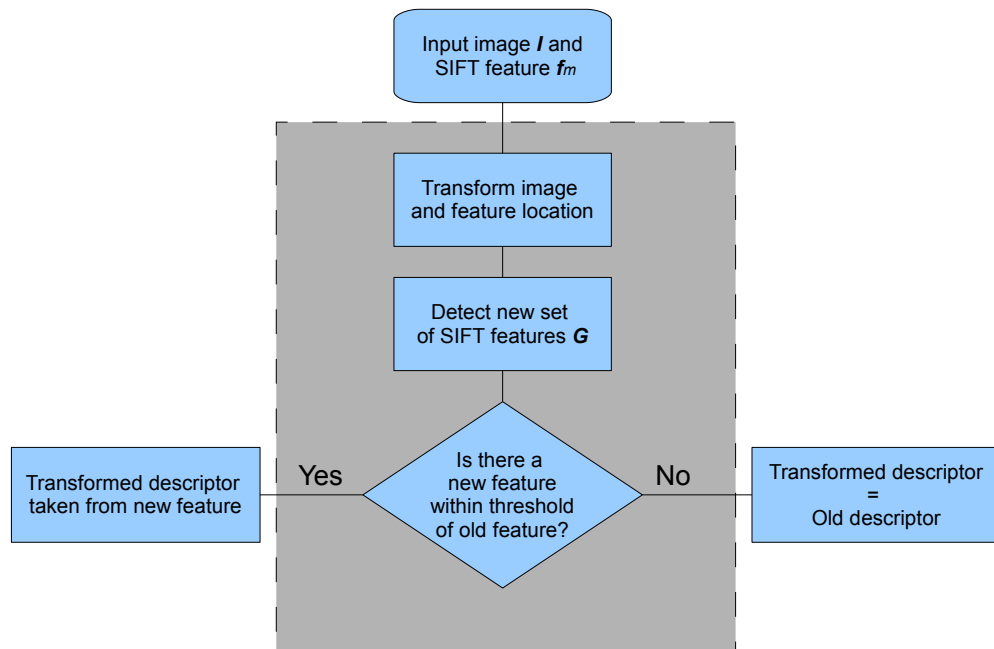 Input image I and
SIFT feature fm
Transform image
and feature location
Detect new set
of SIFT features G
Is there a
new feature
within threshold
of old feature?
Yes
No
Transformed descriptor
taken from new feature
Transformed descriptor
=
Old descriptor